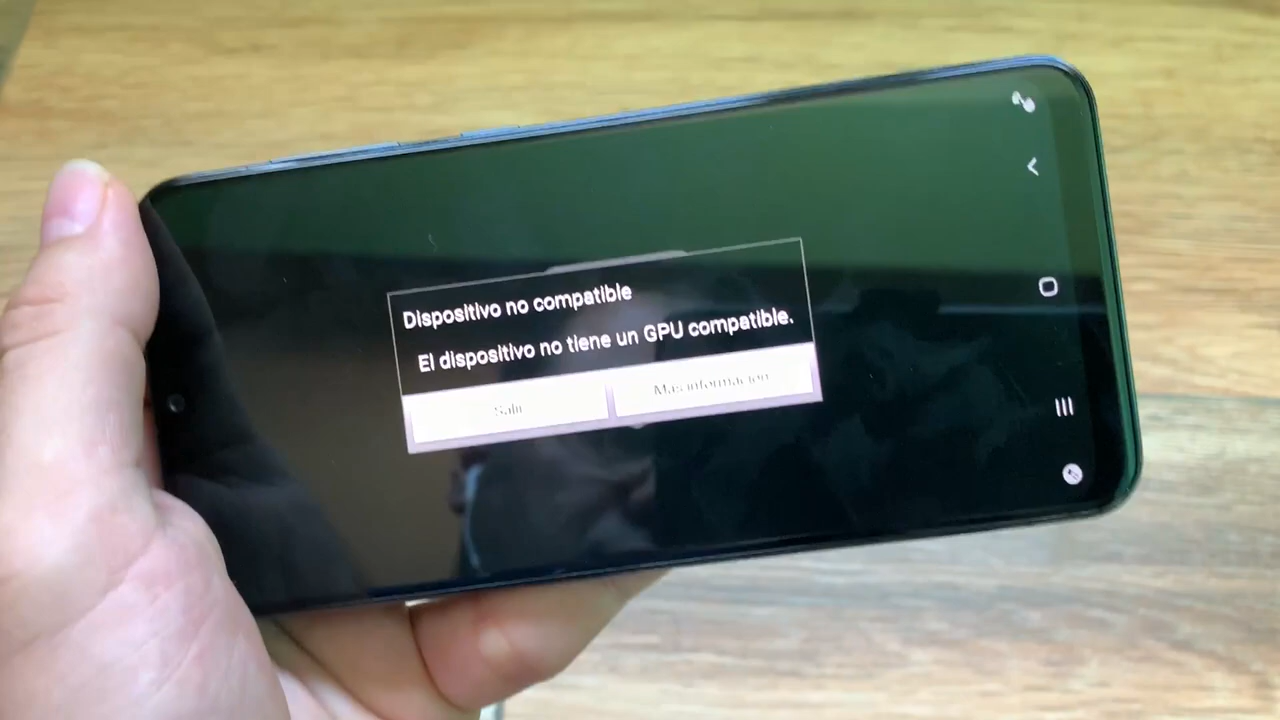 Dispositivo no compatible
El dispositivo no tiene un GPU compatible.
Salir
Más información